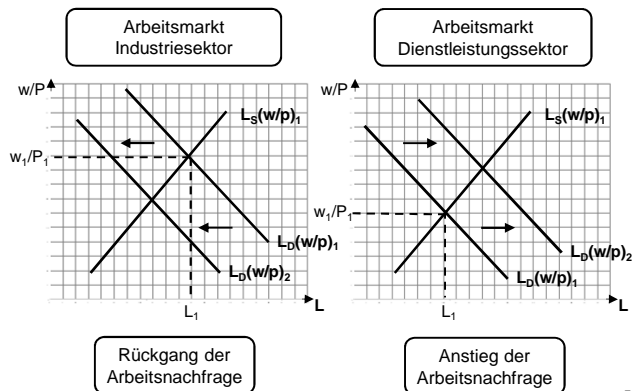 Arbeitsmarkt
Industriesektor
w/P
L_S(w/p)_1
w_1/P_1
L_D(w/p)_1
L_D(w/p)_2
L
L_1
Rückgang der
Arbeitsnachfrage
Arbeitsmarkt
Dienstleistungssektor
w/P
L_S(w/p)_1
w_1/P_1
L_D(w/p)_2
L_D(w/p)_1
L
L_1
Anstieg der
Arbeitsnachfrage